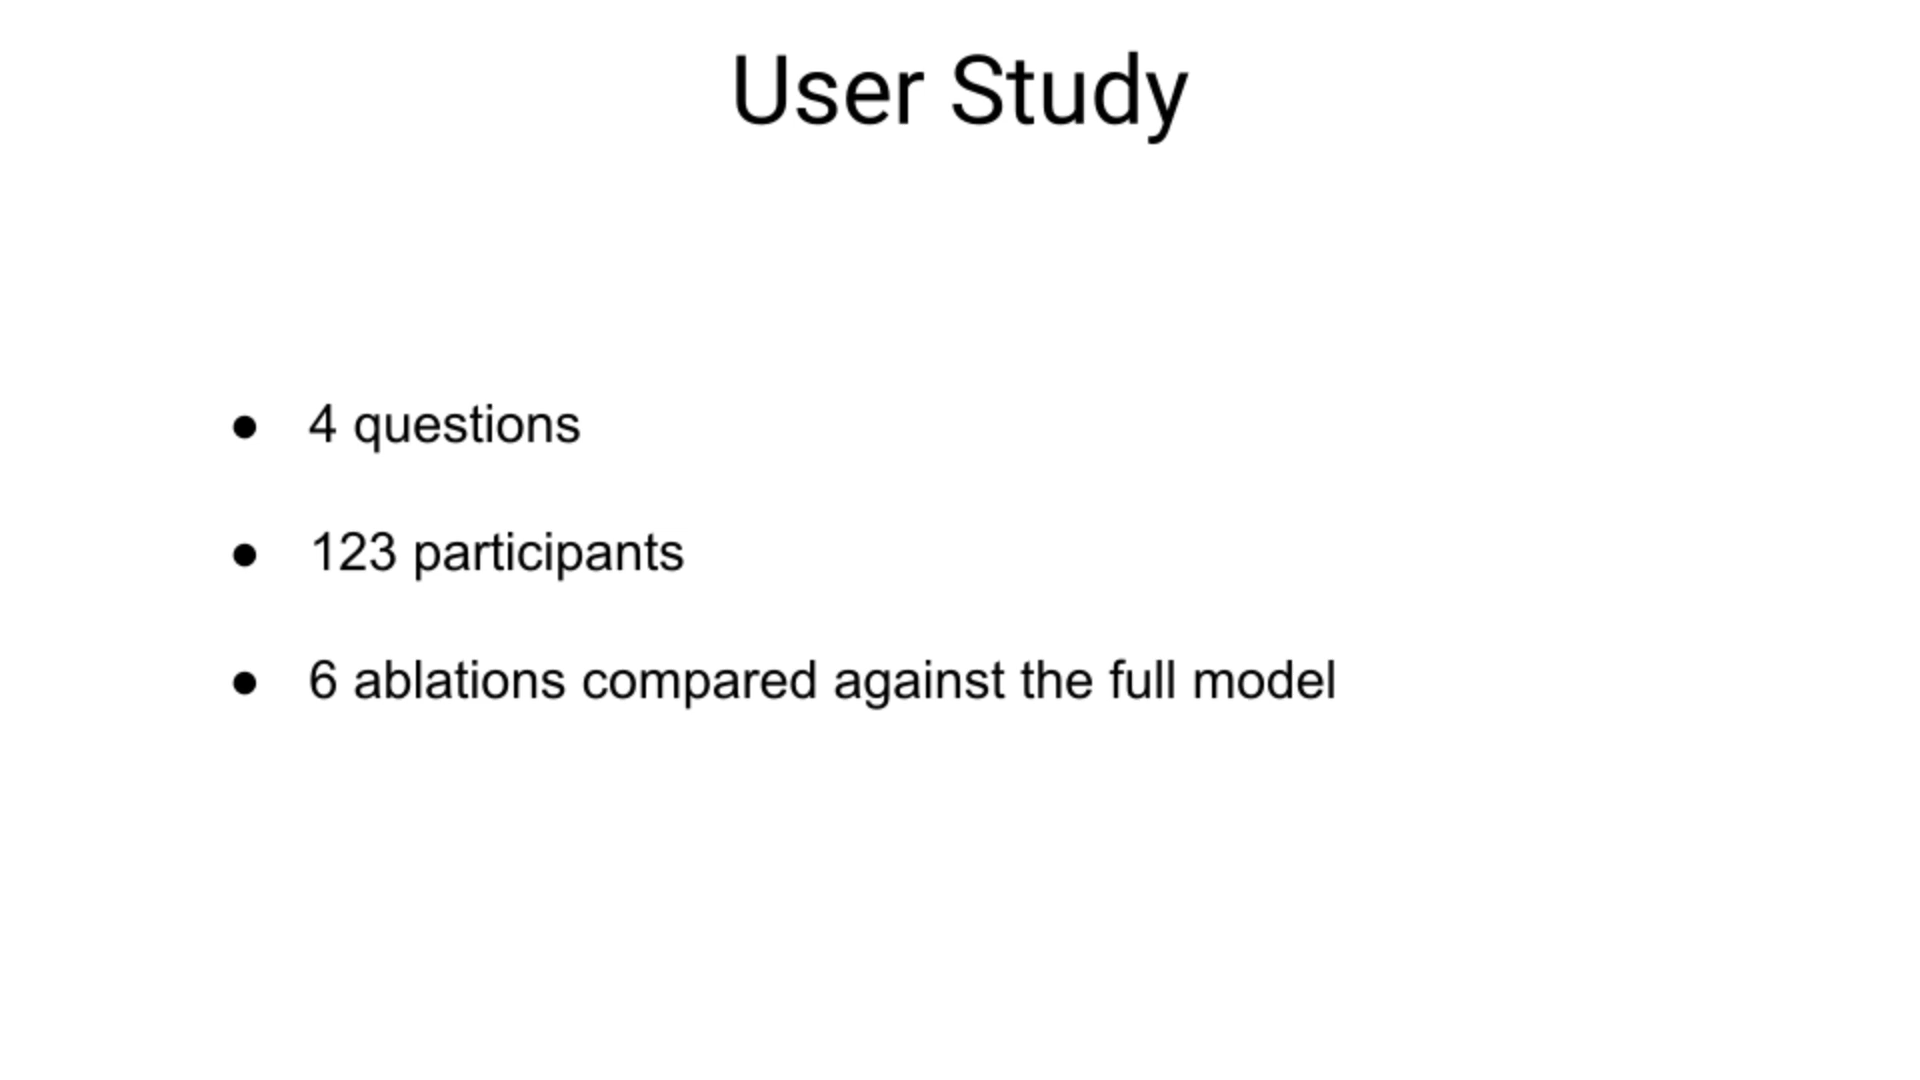 User Study
● 4 questions
● 123 participants
● 6 ablations compared against the full model